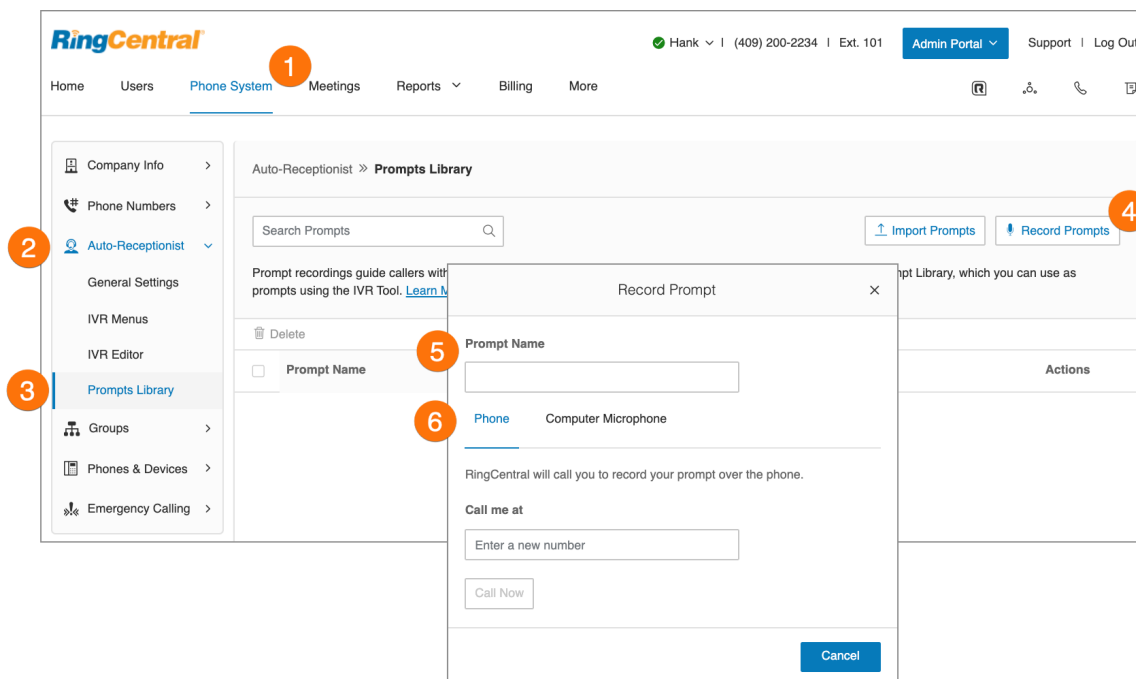 RingCentral
Hank | (409) 200-2234 | Ext. 101 Admin Portal Support | Log Out
1
Home Users Phone System Meetings Reports Billing More
Company Info
Auto-Receptionist » Prompts Library
Phone Numbers
4
Search Prompts Import Prompts Record Prompts
2 Auto-Receptionist
General Settings
Prompt recordings guide callers with pt Library, which you can use as
prompts using the IVR Tool. Learn M
Record Prompt
IVR Menus
Delete
IVR Editor
5 Prompt Name
Prompt Name Actions
3 Prompts Library
6 Phone Computer Microphone
Groups
Phones & Devices
RingCentral will call you to record your prompt over the phone.
Emergency Calling
Call me at
Enter a new number
Call Now
Cancel